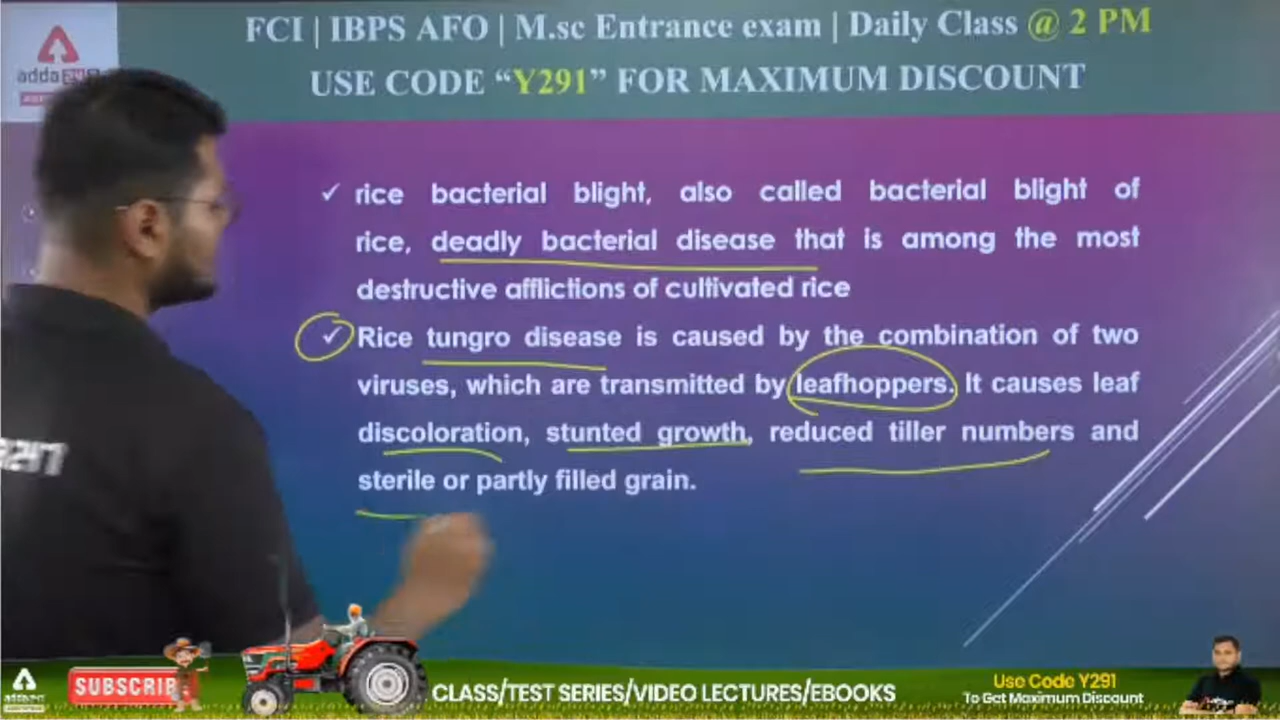 FCI | IBPS AFO | M.sc Entrance exam | Daily Class @ 2 PM
USE CODE “Y291” FOR MAXIMUM DISCOUNT
✓ rice bacterial blight, also called bacterial blight of
rice, deadly bacterial disease that is among the most
destructive afflictions of cultivated rice
✓ Rice tungro disease is caused by the combination of two
viruses, which are transmitted by leafhoppers. It causes leaf
discoloration, stunted growth, reduced tiller numbers and
sterile or partly filled grain.
SUBSCRIB
CLASS/TEST SERIES/VIDEO LECTURES/EBOOKS
Use Code Y291
To Get Maximum Discount